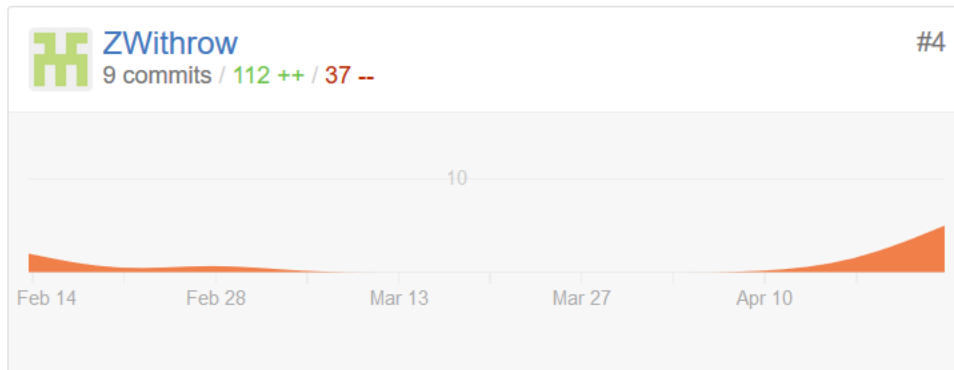 ZWithrow
#4
9 commits / 112 ++ / 37 --
10
Feb 14 Feb 28 Mar 13 Mar 27 Apr 10